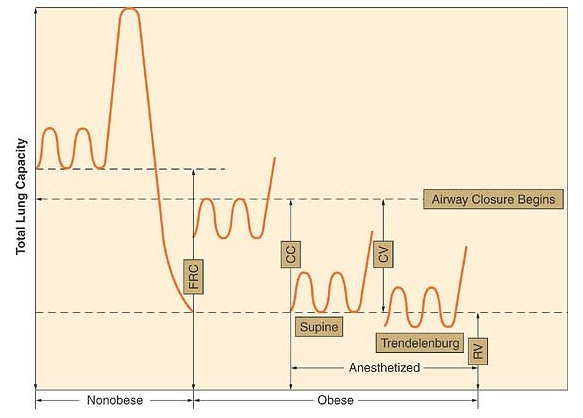 Total Lung Capacity
Airway Closure Begins
FRC
CC
CV
Supine
Trendelenburg
RV
Anesthetized
Nonobese
Obese